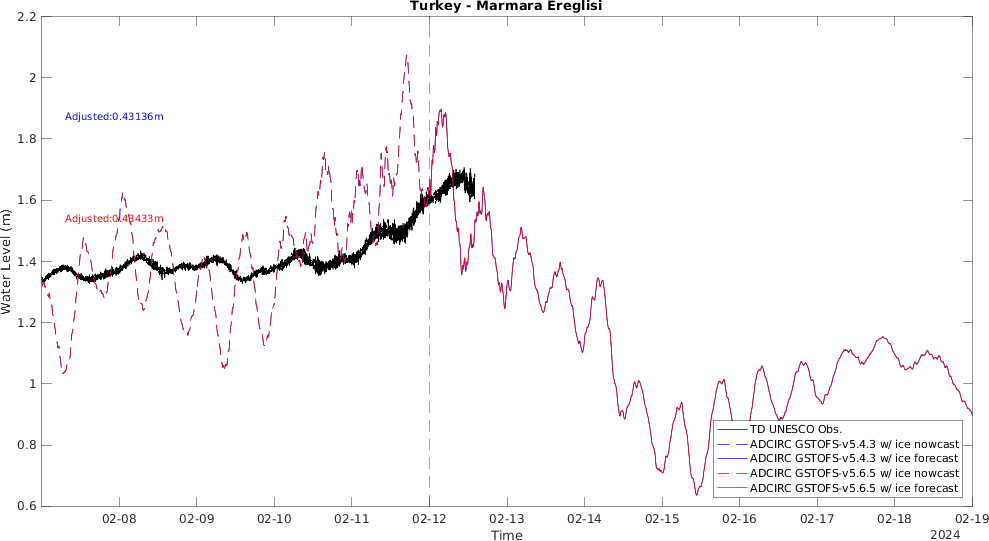 Turkey - Marmara Ereglisi
2.2
2
1.8
1.6
1.4
1.2
1
0.8
0.6
Water Level (m)
Adjusted:0.43136m
Adjusted:0.43433m
TD UNESCO Obs.
ADCIRC GSTOFS-v5.4.3 w/ ice nowcast
ADCIRC GSTOFS-v5.4.3 w/ ice forecast
ADCIRC GSTOFS-v5.6.5 w/ ice nowcast
ADCIRC GSTOFS-v5.6.5 w/ ice forecast
02-08 02-09 02-10 02-11 02-12 02-13 02-14 02-15 02-16 02-17 02-18 02-19
Time
2024